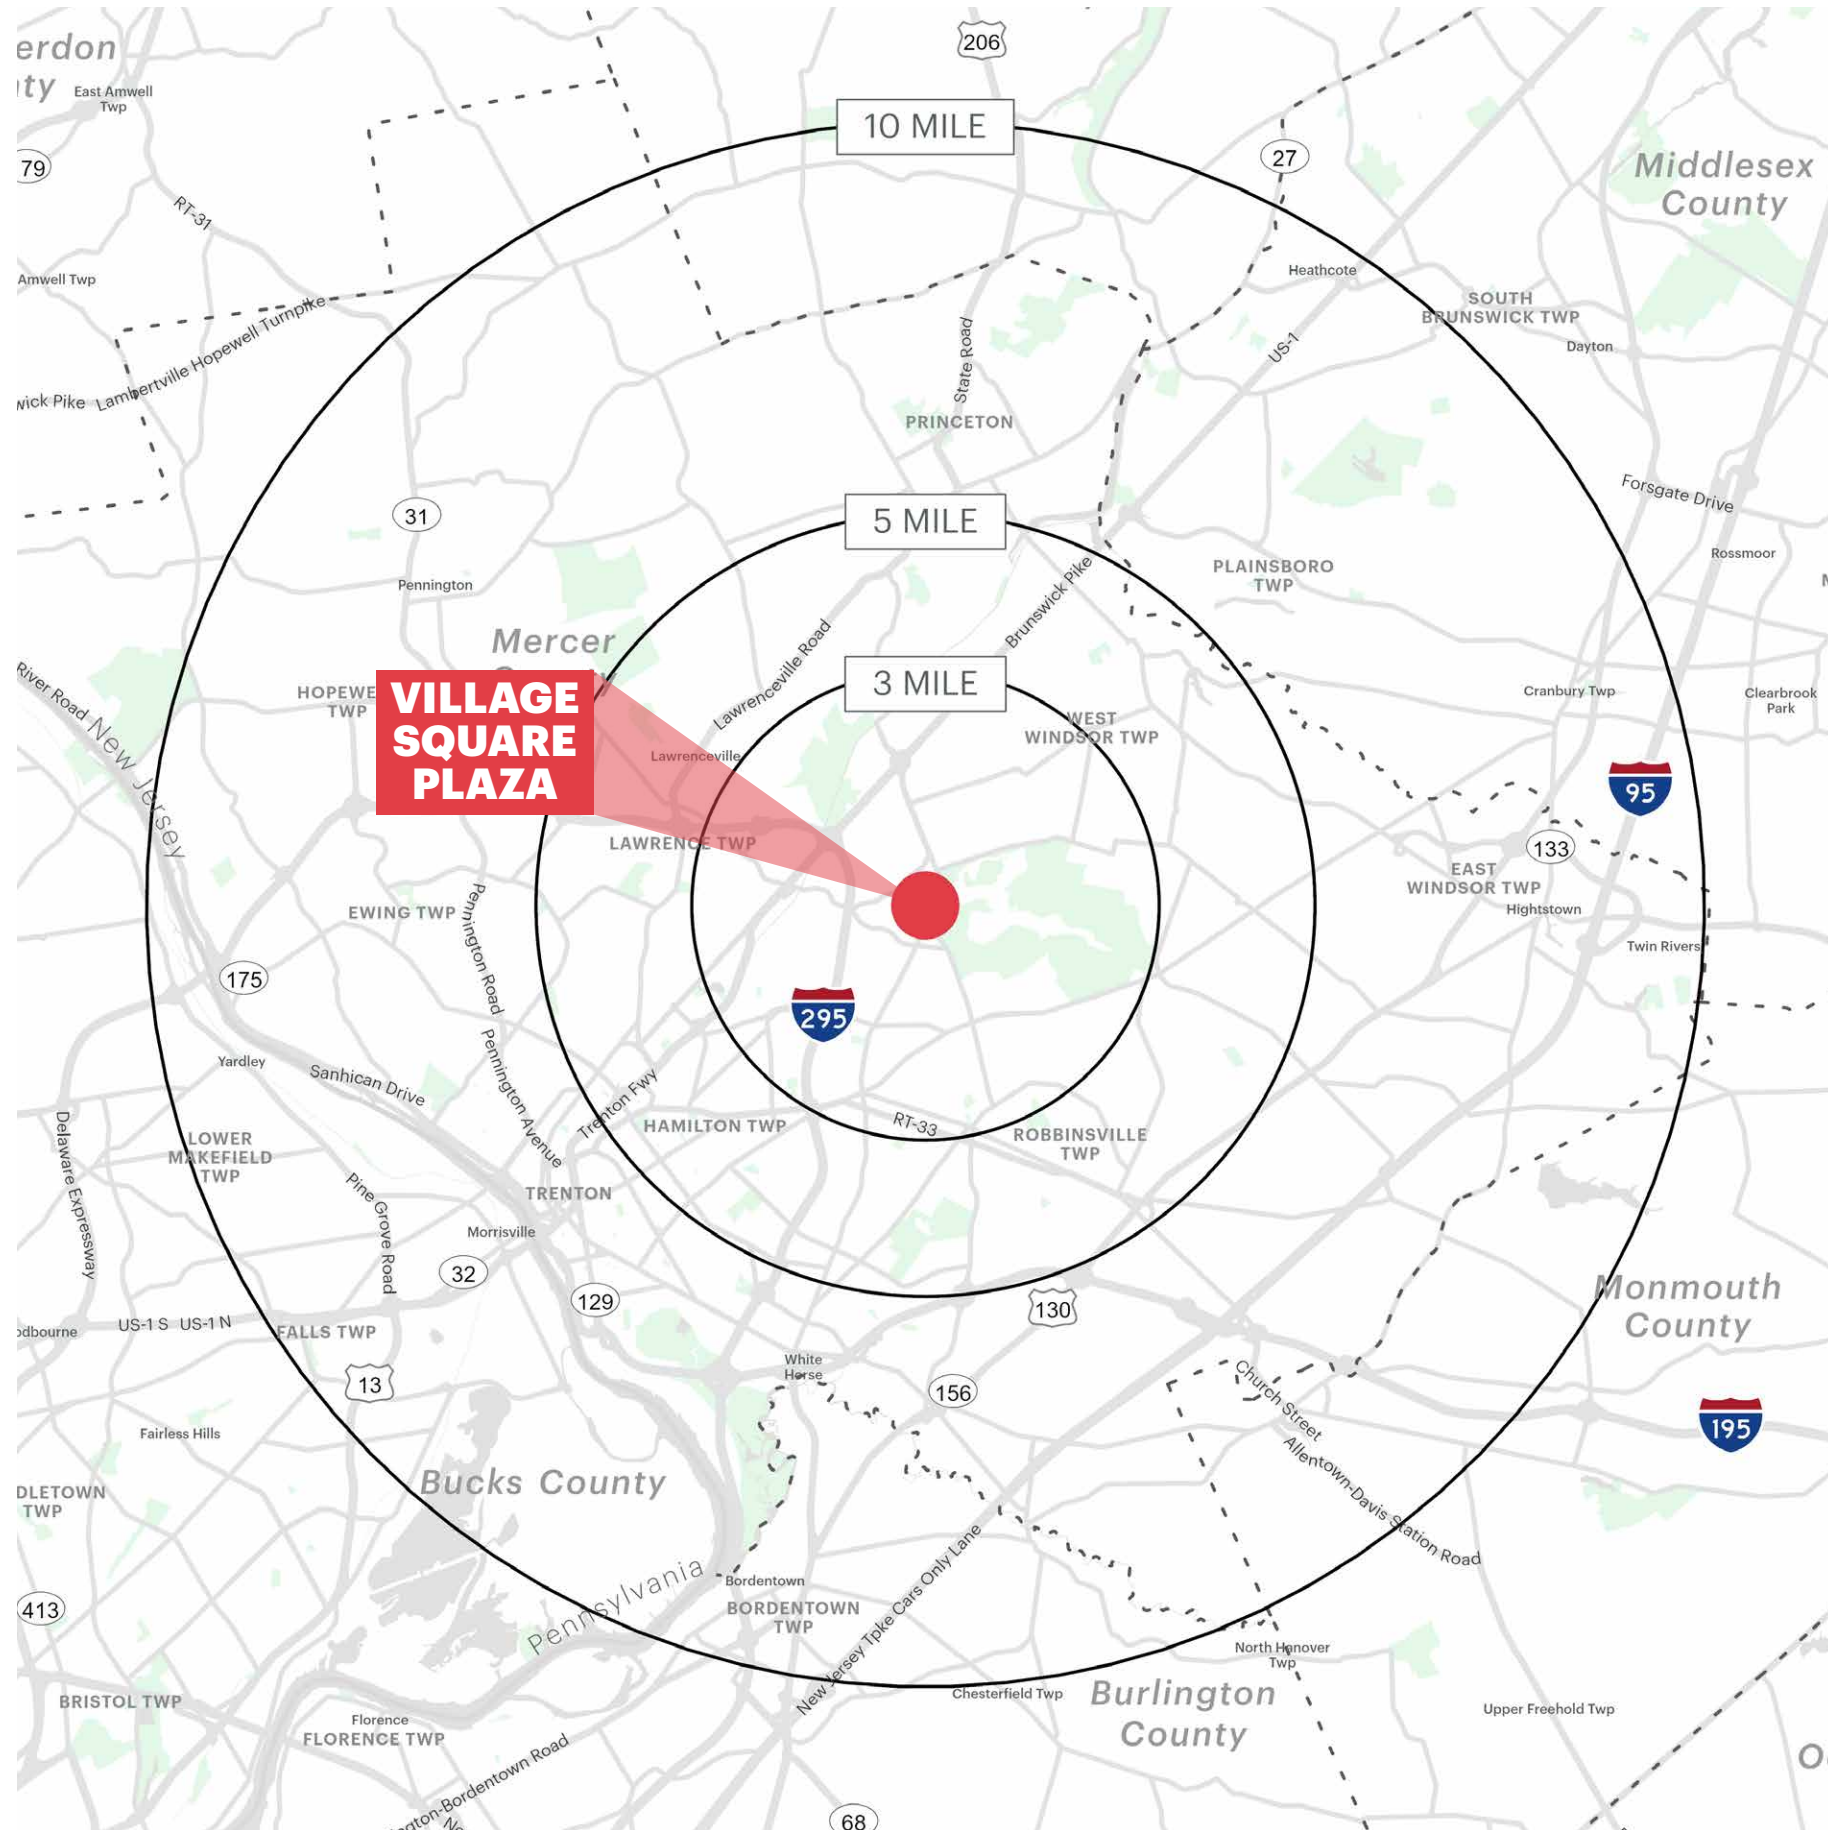 erdon
ty
East Amwell
Twp
206
10 MILE
79
27
Middlesex
County
RT-31
Amwell Twp
Heathcote
SOUTH
BRUNSWICK TWP
Lambertville Hopewell Turnpike
wick Pike
State Road
US-1
Dayton
PRINCETON
31
5 MILE
Forsgate Drive
Rossmoor
Pennington
PLAINSBORO
TWP
Brunswick Pike
Mercer
Lawrenceville Road
3 MILE
River Road
New Jersey
HOPEWE
TWP
VILLAGE
SQUARE
PLAZA
Lawrenceville
WEST
WINDSOR TWP
Cranbury Twp
Clearbrook
Park
95
LAWRENCE TWP
133
EAST
WINDSOR TWP
EWING TWP
Hightstown
Pennington Road
Twin Rivers
175
295
Yardley
Sanhican Drive
Pennington Avenue
Trenton Fwy
Delaware Expressway
LOWER
MAKEFIELD
TWP
HAMILTON TWP
RT-33
ROBBINSVILLE
TWP
Pine Grove Road
TRENTON
Morrisville
32
129
130
Monmouth
County
US-1 S
US-1 N
dbourne
FALLS TWP
13
White
Horse
156
Church Street
195
Fairless Hills
Allentown-Davis Station Road
Bucks County
DLETOWN
TWP
New Jersey Tpke Cars Only Lane
Pennsylvania
Bordentown
BORDENTOWN
TWP
413
North Hanover
Twp
BRISTOL TWP
Chesterfield Twp
Burlington
County
Upper Freehold Twp
Florence
FLORENCE TWP
gton-Bordentown Road
68